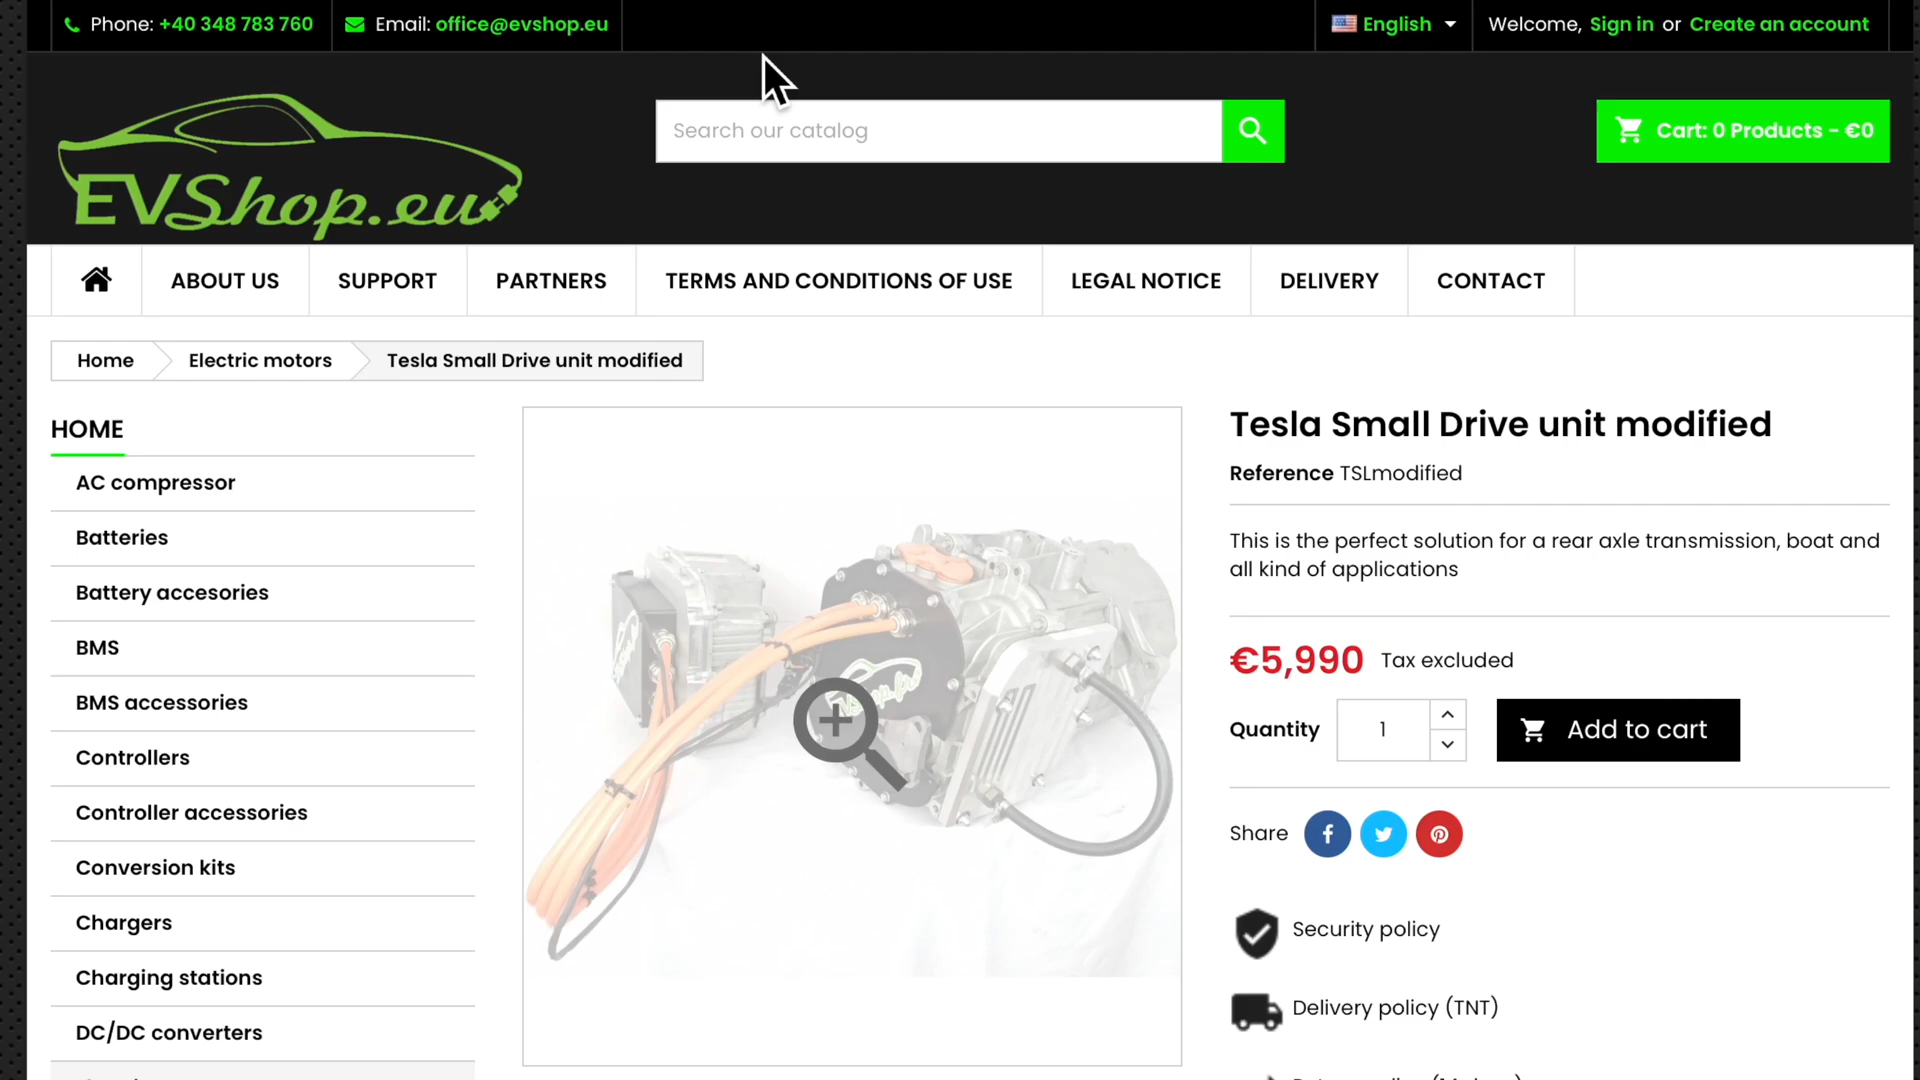 Phone: +40 348 783 760
Email: office@evshop.eu
English
Welcome, Sign in or Create an account
EVShop.eu
Search our catalog
Cart: 0 Products - €0
ABOUT US
SUPPORT
PARTNERS
TERMS AND CONDITIONS OF USE
LEGAL NOTICE
DELIVERY
CONTACT
Home
Electric motors
Tesla Small Drive unit modified
HOME
AC compressor
Batteries
Battery accesories
BMS
BMS accessories
Controllers
Controller accessories
Conversion kits
Chargers
Charging stations
DC/DC converters
Tesla Small Drive unit modified
Reference TSLmodified
This is the perfect solution for a rear axle transmission, boat and
all kind of applications
€5,990 Tax excluded
Quantity
1
Add to cart
Share
Security policy
Delivery policy (TNT)